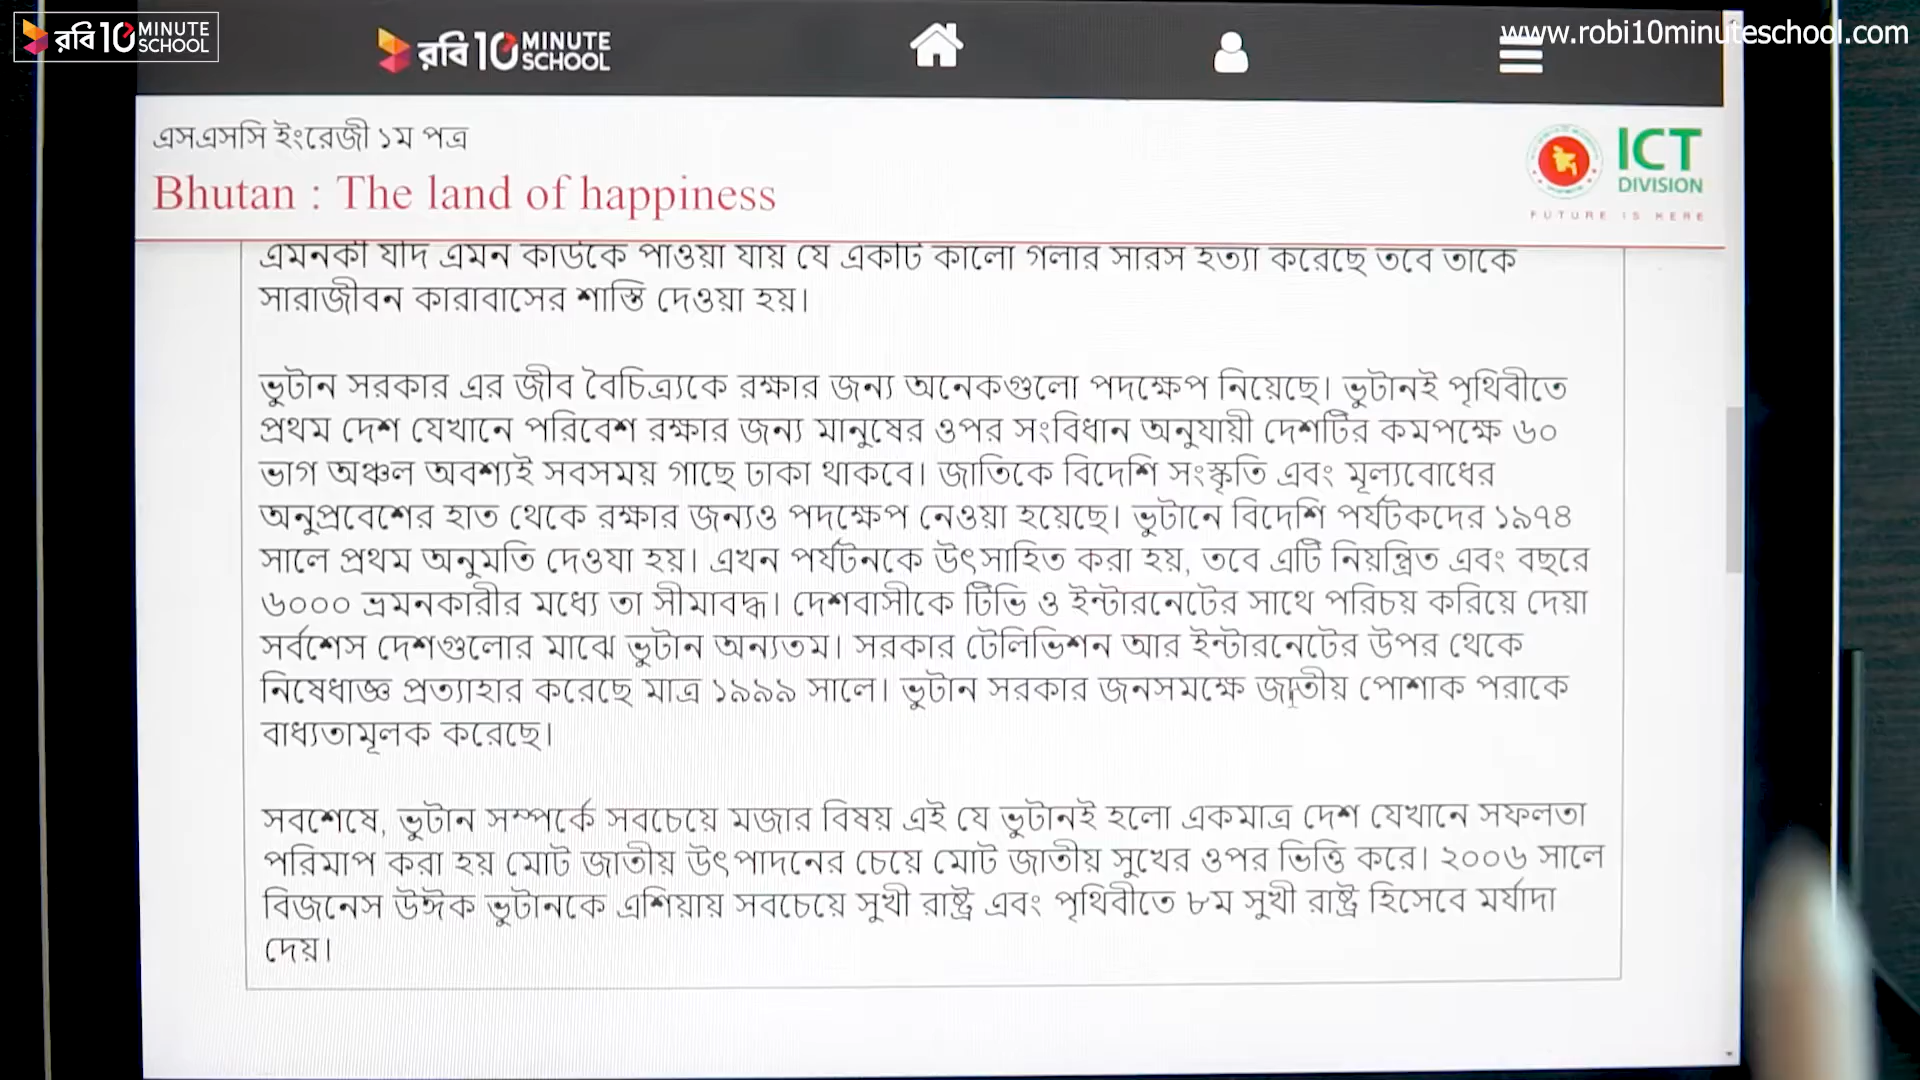 রবি 10 MINUTE SCHOOL
রবি 10 MINUTE SCHOOL
www.robi10minuteschool.com
এসএসসি ইংরেজী ১ম পত্র
Bhutan : The land of happiness
ICT
DIVISION
FUTURE IS HERE
এমনকী যদি এমন কাউকে পাওয়া যায় যে একটি কালো গলার সারস হত্যা করেছে তবে তাকে
সারাজীবন কারাবাসের শাস্তি দেওয়া হয়।
ভুটান সরকার এর জীব বৈচিত্র্যকে রক্ষার জন্য অনেকগুলো পদক্ষেপ নিয়েছে। ভুটানই পৃথিবীতে
প্রথম দেশ যেখানে পরিবেশ রক্ষার জন্য মানুষের ওপর সংবিধান অনুযায়ী দেশটির কমপক্ষে ৬০
ভাগ অঞ্চল অবশ্যই সবসময় গাছে ঢাকা থাকবে। জাতিকে বিদেশি সংস্কৃতি এবং মূল্যবোধের
অনুপ্রবেশের হাত থেকে রক্ষার জন্যও পদক্ষেপ নেওয়া হয়েছে। ভুটানে বিদেশি পর্যটকদের ১৯৭৪
সালে প্রথম অনুমতি দেওযা হয়। এখন পর্যটনকে উৎসাহিত করা হয়, তবে এটি নিয়ন্ত্রিত এবং বছরে
৬০০০ ভ্রমনকারীর মধ্যে তা সীমাবদ্ধ। দেশবাসীকে টিভি ও ইন্টারনেটের সাথে পরিচয় করিয়ে দেয়া
সর্বশেস দেশগুলোর মাঝে ভুটান অন্যতম। সরকার টেলিভিশন আর ইন্টারনেটের উপর থেকে
নিষেধাজ্ঞ প্রত্যাহার করেছে মাত্র ১৯৯৯ সালে। ভুটান সরকার জনসমক্ষে জাতীয় পোশাক পরাকে
বাধ্যতামূলক করেছে।
সবশেষে, ভুটান সম্পর্কে সবচেয়ে মজার বিষয় এই যে ভুটানই হলো একমাত্র দেশ যেখানে সফলতা
পরিমাপ করা হয় মোট জাতীয় উৎপাদনের চেয়ে মোট জাতীয় সুখের ওপর ভিত্তি করে। ২০০৬ সালে
বিজনেস উঈক ভুটানকে এশিয়ায় সবচেয়ে সুখী রাষ্ট্র এবং পৃথিবীতে ৮ম সুখী রাষ্ট্র হিসেবে মর্যাদা
দেয়।